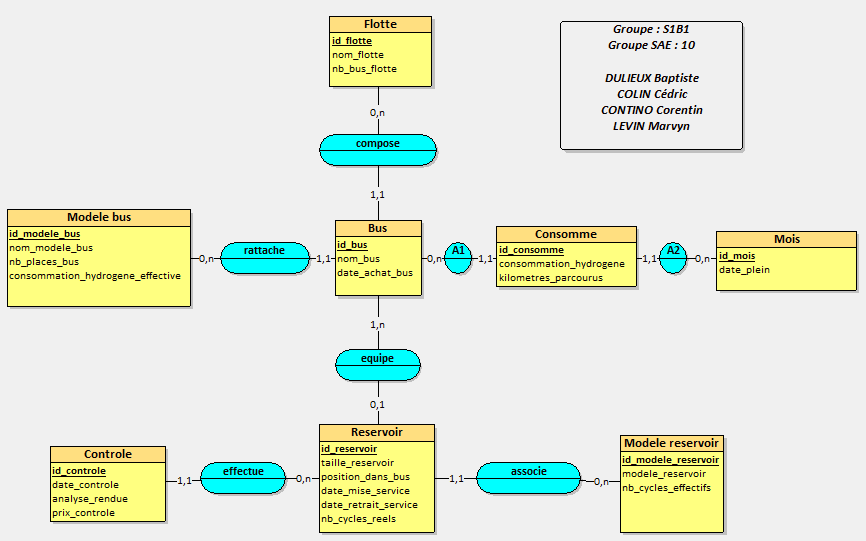 Flotte
id_flotte
nom_flotte
nb_bus_flotte
Groupe : S1B1
Groupe SAE : 10
DULIEUX Baptiste
COLIN Cédric
CONTINO Corentin
LEVIN Marvyn
0,n
compose
1,1
Modele bus
id_modele_bus
nom_modele_bus
nb_places_bus
consommation_hydrogene_effective
0,n
rattache
1,1
Bus
id_bus
nom_bus
date_achat_bus
0,n
A1
1,1
Consomme
id_consomme
consommation_hydrogene
kilometres_parcourus
1,1
A2
0,n
Mois
id_mois
date_plein
1,n
equipe
0,1
Controle
id_controle
date_controle
analyse_rendue
prix_controle
1,1
effectue
0,n
Reservoir
id_reservoir
taille_reservoir
position_dans_bus
date_mise_service
date_retrait_service
nb_cycles_reels
1,1
associe
0,n
Modele reservoir
id_modele_reservoir
modele_reservoir
nb_cycles_effectifs